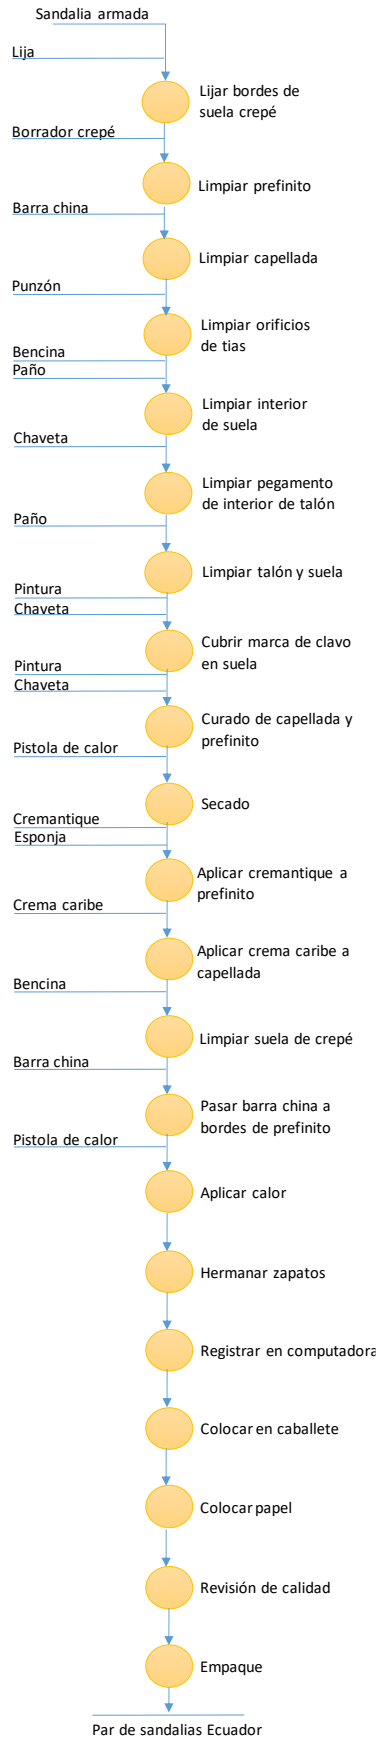 Sandalia armada
Lija
Lijar bordes de
suela crepé
Borrador crepé
Limpiar prefinito
Barra china
Limpiar capellada
Punzón
Limpiar orificios
de tias
Bencina
Paño
Limpiar interior
de suela
Chaveta
Limpiar pegamento
de interior de talón
Paño
Limpiar talón y suela
Pintura
Chaveta
Cubrir marca de clavo
en suela
Pintura
Chaveta
Curado de capellada y
prefinito
Pistola de calor
Secado
Cremantique
Esponja
Aplicar cremantique a
prefinito
Crema caribe
Aplicar crema caribe a
capellada
Bencina
Limpiar suela de crepé
Barra china
Pasar barra china a
bordes de prefinito
Pistola de calor
Aplicar calor
Hermanar zapatos
Registrar en computadora
Colocar en caballete
Colocar papel
Revisión de calidad
Empaque
Par de sandalias Ecuador